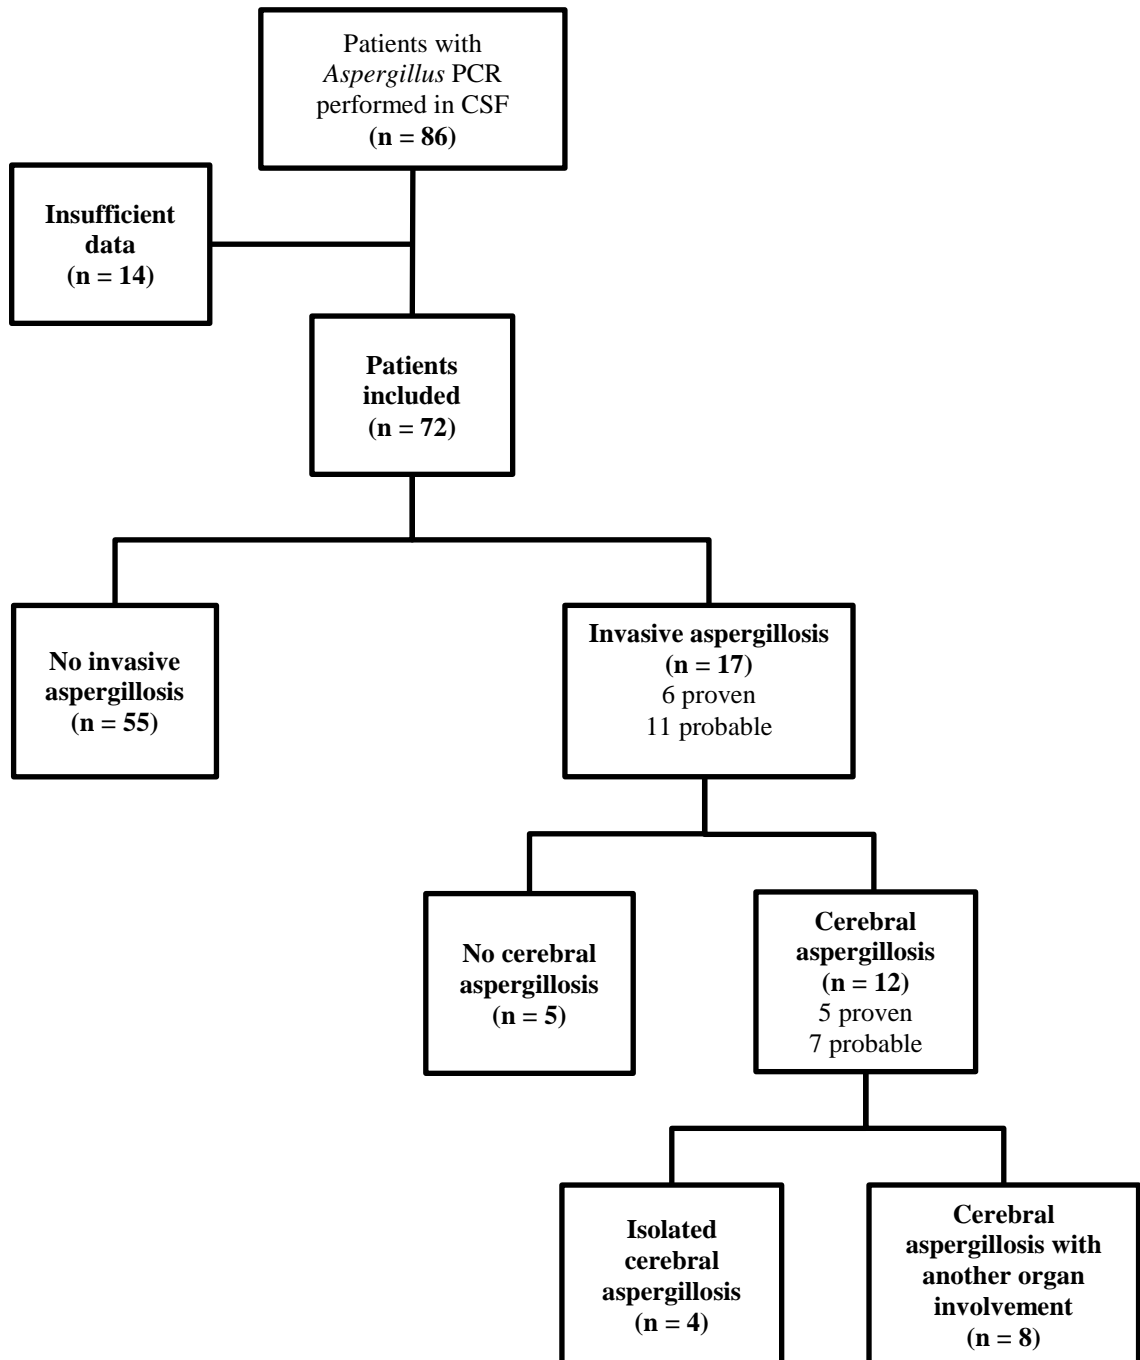 Patients with
Aspergillus PCR
performed in CSF
(n = 86)
Insufficient
data
(n = 14)
Patients
included
(n = 72)
No invasive
aspergillosis
(n = 55)
Invasive aspergillosis
(n = 17)
6 proven
11 probable
No cerebral
aspergillosis
(n = 5)
Cerebral
aspergillosis
(n = 12)
5 proven
7 probable
Isolated
cerebral
aspergillosis
(n = 4)
Cerebral
aspergillosis with
another organ
involvement
(n = 8)